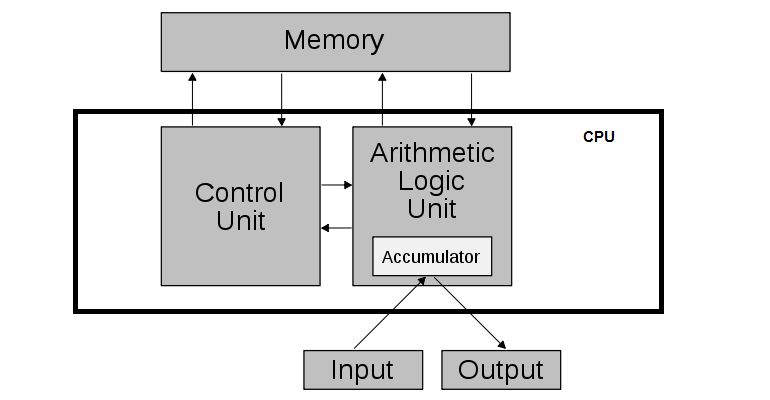 Memory
CPU
Control
Unit
Arithmetic
Logic
Unit
Accumulator
Input
Output